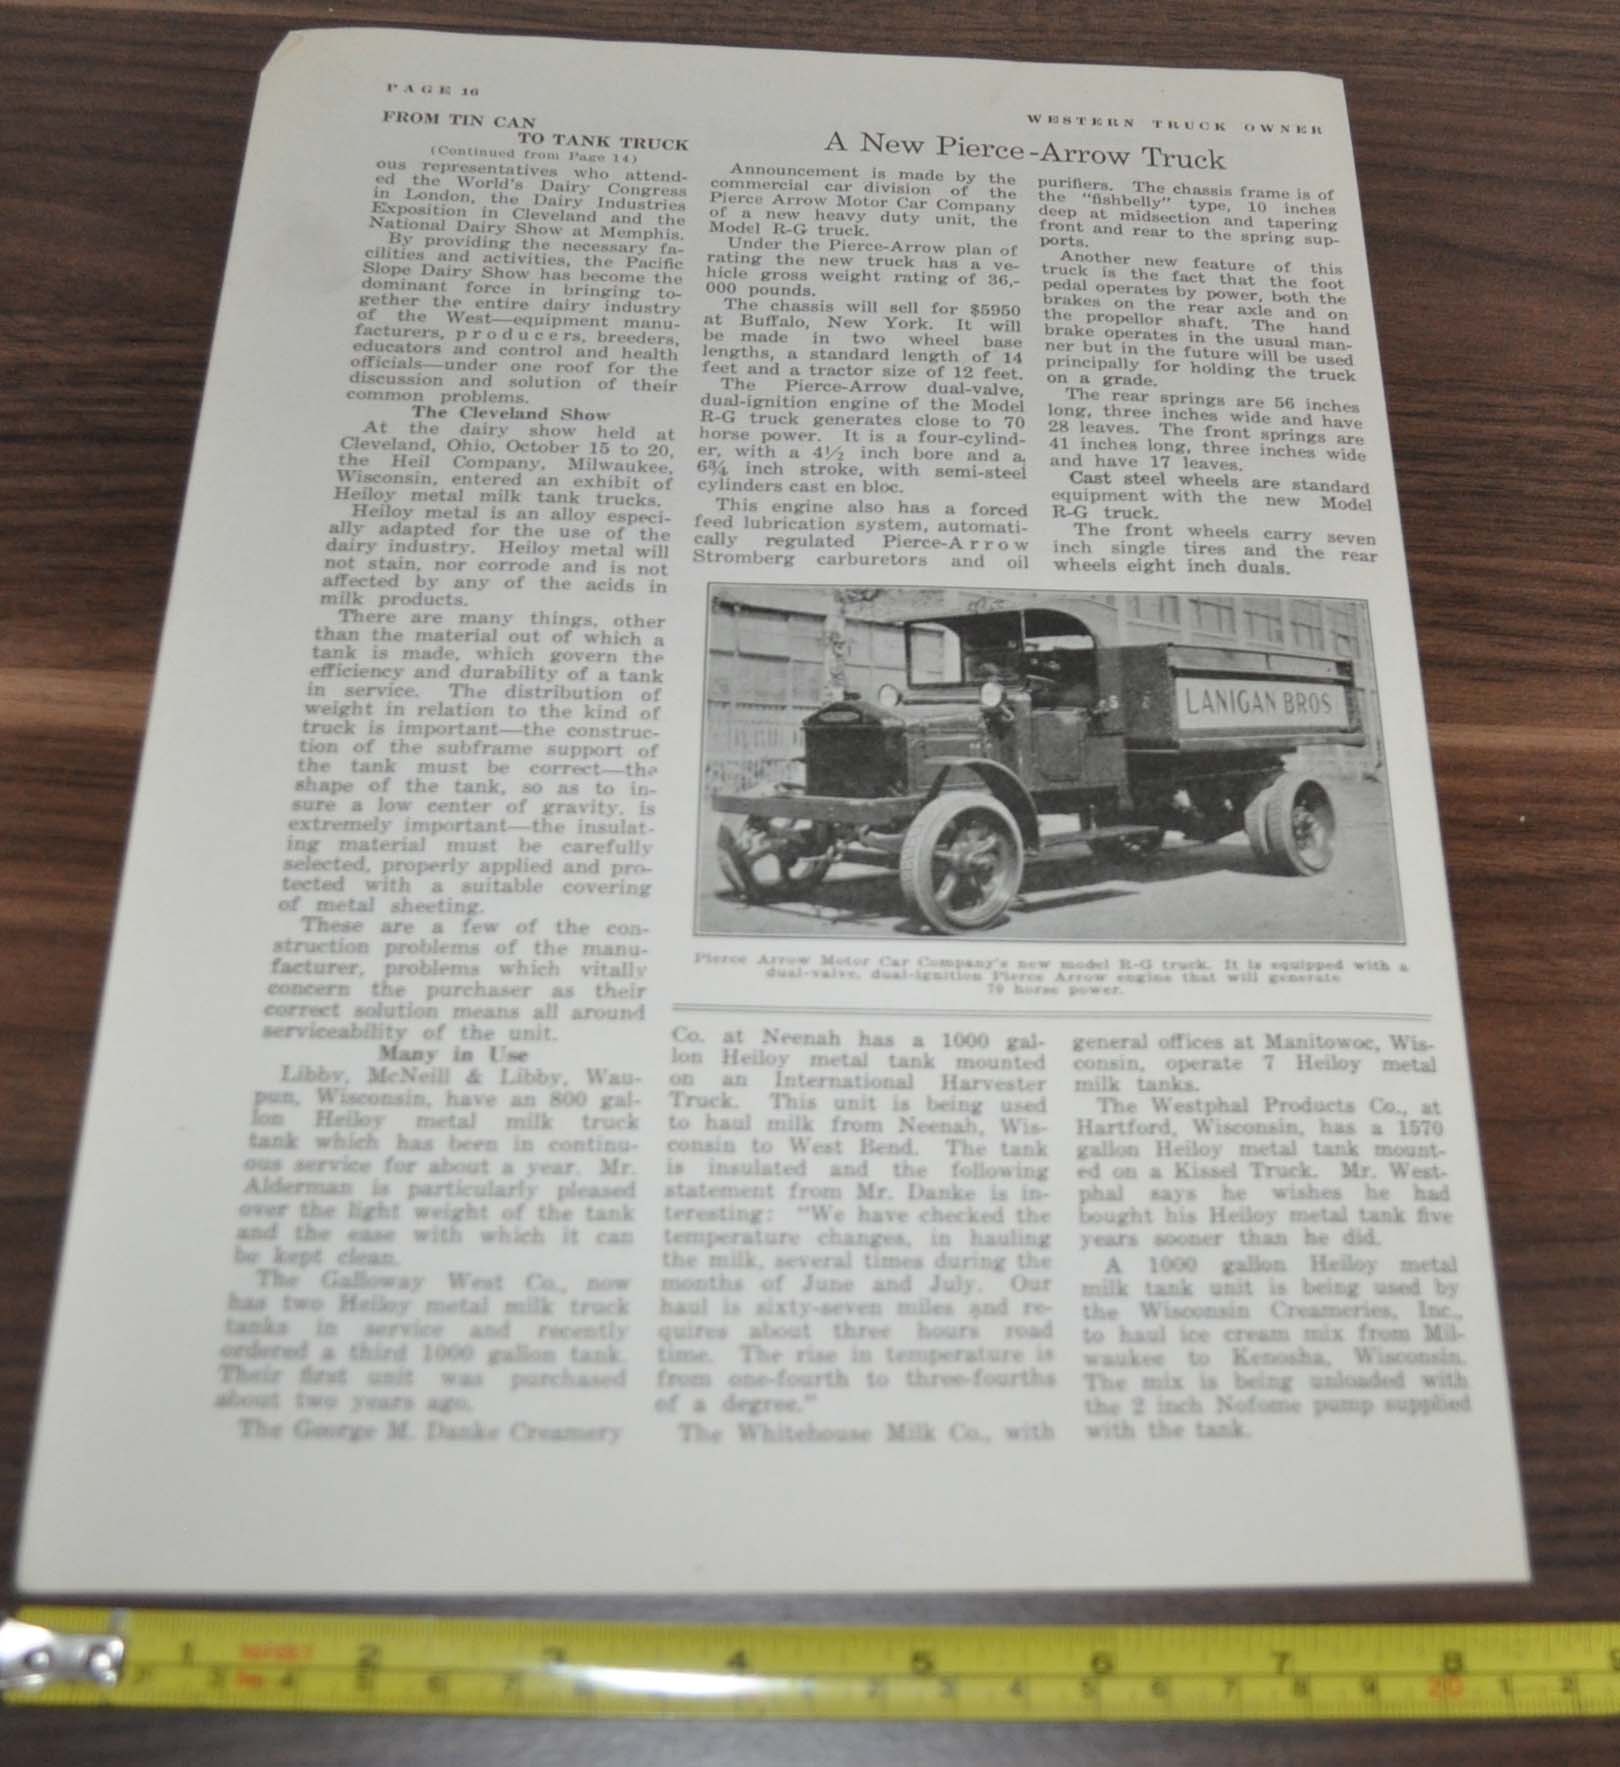 PAGE 16
WESTERN TRUCK OWNER
FROM TIN CAN
TO TANK TRUCK
(Continued from Page 14)
ous representatives who attend-
ed the World's Dairy Congress
in London, the Dairy Industries
Exposition in Cleveland and the
National Dairy Show at Memphis.
By providing the necessary fa-
cilities and activities, the Pacific
Slope Dairy Show has become the
dominant force in bringing to-
gether the entire dairy industry
of the West—equipment manu-
facturers, producers, breeders,
educators and control and health
officials—under one roof for the
discussion and solution of their
common problems.
The Cleveland Show
At the dairy show held at
Cleveland, Ohio, October 15 to 20,
the Heil Company, Milwaukee,
Wisconsin, entered an exhibit of
Heiloy metal milk tank trucks.
Heiloy metal is an alloy especi-
ally adapted for the use of the
dairy industry. Heiloy metal will
not stain, nor corrode and is not
affected by any of the acids in
milk products.
There are many things, other
than the material out of which a
tank is made, which govern the
efficiency and durability of a tank
in service. The distribution of
weight in relation to the kind of
truck is important—the construc-
tion of the subframe support of
the tank must be correct—the
shape of the tank, so as to in-
sure a low center of gravity, is
extremely important—the insulat-
ing material must be carefully
selected, properly applied and pro-
tected with a suitable covering
of metal sheeting.
These are a few of the con-
struction problems of the manu-
facturer, problems which vitally
concern the purchaser as their
correct solution means all around
serviceability of the unit.
Many in Use
Libby, McNeill & Libby, Wau-
pun, Wisconsin, have an 800 gal-
lon Heiloy metal milk truck
tank which has been in continu-
ous service for about a year. Mr.
Alderman is particularly pleased
over the light weight of the tank
and the ease with which it can
be kept clean.
The Galloway West Co., now
has two Heiloy metal milk truck
tanks in service and recently
ordered a third 1000 gallon tank.
Their first unit was purchased
about two years ago.
The George M. Danke Creamery
A New Pierce-Arrow Truck
Announcement is made by the
commercial car division of the
Pierce Arrow Motor Car Company
of a new heavy duty unit, the
Model R-G truck.
Under the Pierce-Arrow plan of
rating the new truck has a ve-
hicle gross weight rating of 36,-
000 pounds.
The chassis will sell for $5950
at Buffalo, New York. It will
be made in two wheel base
lengths, a standard length of 14
feet and a tractor size of 12 feet.
The Pierce-Arrow dual-valve,
dual-ignition engine of the Model
R-G truck generates close to 70
horse power. It is a four-cylind-
er, with a 4½ inch bore and a
6¾ inch stroke, with semi-steel
cylinders cast en bloc.
This engine also has a forced
feed lubrication system, automati-
cally regulated Pierce-Arrow
Stromberg carburetors and oil
purifiers. The chassis frame is of
the "fishbelly" type, 10 inches
deep at midsection and tapering
front and rear to the spring sup-
ports.
Another new feature of this
truck is the fact that the foot
pedal operates by power, both the
brakes on the rear axle and on
the propellor shaft. The hand
brake operates in the usual man-
ner but in the future will be used
principally for holding the truck
on a grade.
The rear springs are 56 inches
long, three inches wide and have
28 leaves. The front springs are
41 inches long, three inches wide
and have 17 leaves.
Cast steel wheels are standard
equipment with the new Model
R-G truck.
The front wheels carry seven
inch single tires and the rear
wheels eight inch duals.
LANIGAN BROS
Pierce Arrow Motor Car Company's new model R-G truck. It is equipped with a
dual-valve, dual-ignition Pierce Arrow engine that will generate
70 horse power.
Co. at Neenah has a 1000 gal-
lon Heiloy metal tank mounted
on an International Harvester
Truck. This unit is being used
to haul milk from Neenah, Wis-
consin to West Bend. The tank
is insulated and the following
statement from Mr. Danke is in-
teresting: "We have checked the
temperature changes, in hauling
the milk, several times during the
months of June and July. Our
haul is sixty-seven miles and re-
quires about three hours road
time. The rise in temperature is
from one-fourth to three-fourths
of a degree."
The Whitehouse Milk Co., with
general offices at Manitowoc, Wis-
consin, operate 7 Heiloy metal
milk tanks.
The Westphal Products Co., at
Hartford, Wisconsin, has a 1570
gallon Heiloy metal tank mount-
ed on a Kissel Truck. Mr. West-
phal says he wishes he had
bought his Heiloy metal tank five
years sooner than he did.
A 1000 gallon Heiloy metal
milk tank unit is being used by
the Wisconsin Creameries, Inc.,
to haul ice cream mix from Mil-
waukee to Kenosha, Wisconsin.
The mix is being unloaded with
the 2 inch Nofome pump supplied
with the tank.
1 2 3 4 5 6 7 8 9